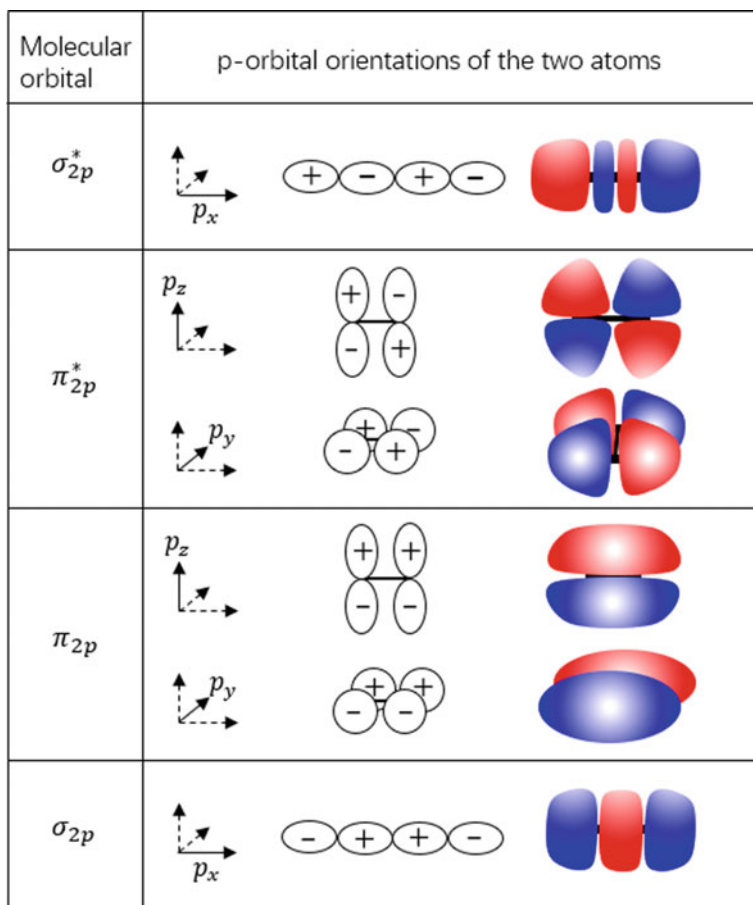 Molecular
orbital
p-orbital orientations of the two atoms
σ*2p
px
+ - + -
π*2p
pz
+ -
- +
py
+ -
- +
π2p
pz
+ +
- -
py
+ +
- -
σ2p
px
- + + -